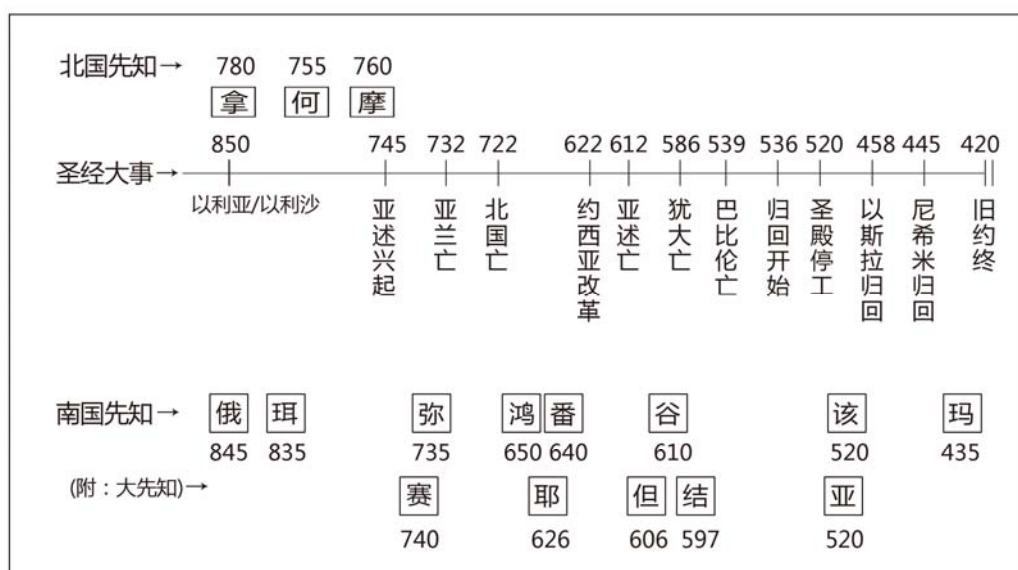 北国先知→ 780 755 760
拿 何 摩
850 745 732 722 622 612 586 539 536 520 458 445 420
圣经大事→
以利亚/以利沙 亚述兴起 亚兰亡 北国亡 约西亚改革 亚述亡 犹大亡 巴比伦亡 归回开始 圣殿停工 以斯拉归回 尼希米归回 旧约终
南国先知→ 俄 珥 弥 鸿 番 谷 该 玛
845 835 735 650 640 610 520 435
(附：大先知)→ 赛 耶 但 结 亚
740 626 606 597 520